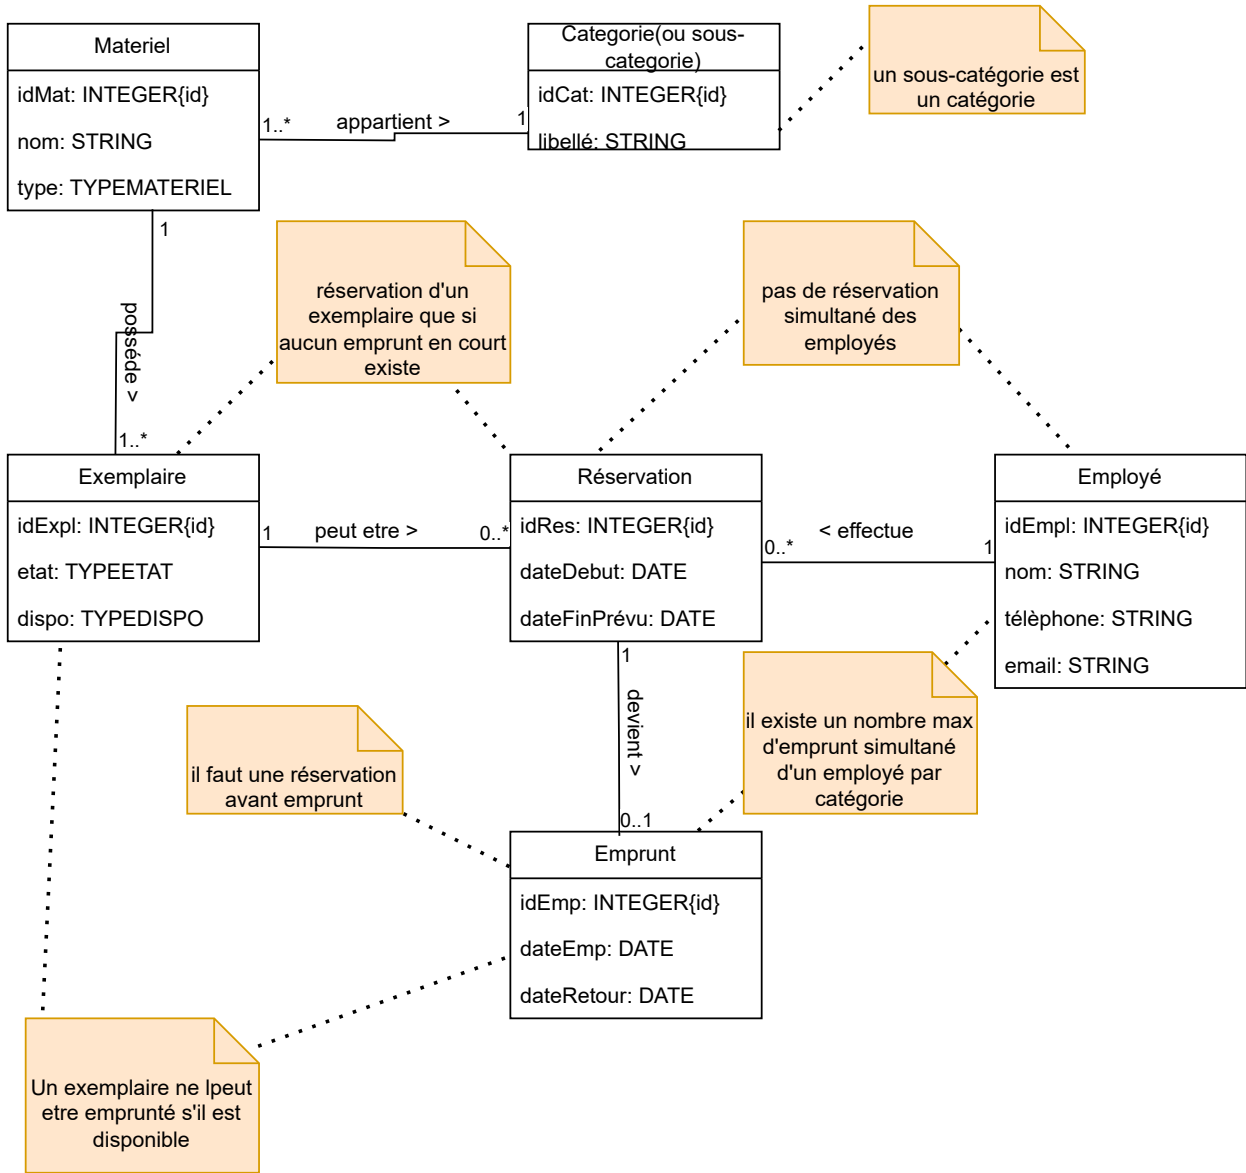 Materiel
idMat: INTEGER{id}
nom: STRING
type: TYPEMATERIEL
Categorie(ou sous-
categorie)
idCat: INTEGER{id}
libellé: STRING
un sous-catégorie est
un catégorie
1..*
appartient >
1
1
posséde >
1..*
réservation d'un
exemplaire que si
aucun emprunt en court
existe
pas de réservation
simultané des
employés
Exemplaire
idExpl: INTEGER{id}
etat: TYPEETAT
dispo: TYPEDISPO
1
peut etre >
0..*
Réservation
idRes: INTEGER{id}
dateDebut: DATE
dateFinPrévu: DATE
0..*
< effectue
1
Employé
idEmpl: INTEGER{id}
nom: STRING
télèphone: STRING
email: STRING
1
devient >
0..1
il existe un nombre max
d'emprunt simultané
d'un employé par
catégorie
il faut une réservation
avant emprunt
Emprunt
idEmp: INTEGER{id}
dateEmp: DATE
dateRetour: DATE
Un exemplaire ne lpeut
etre emprunté s'il est
disponible